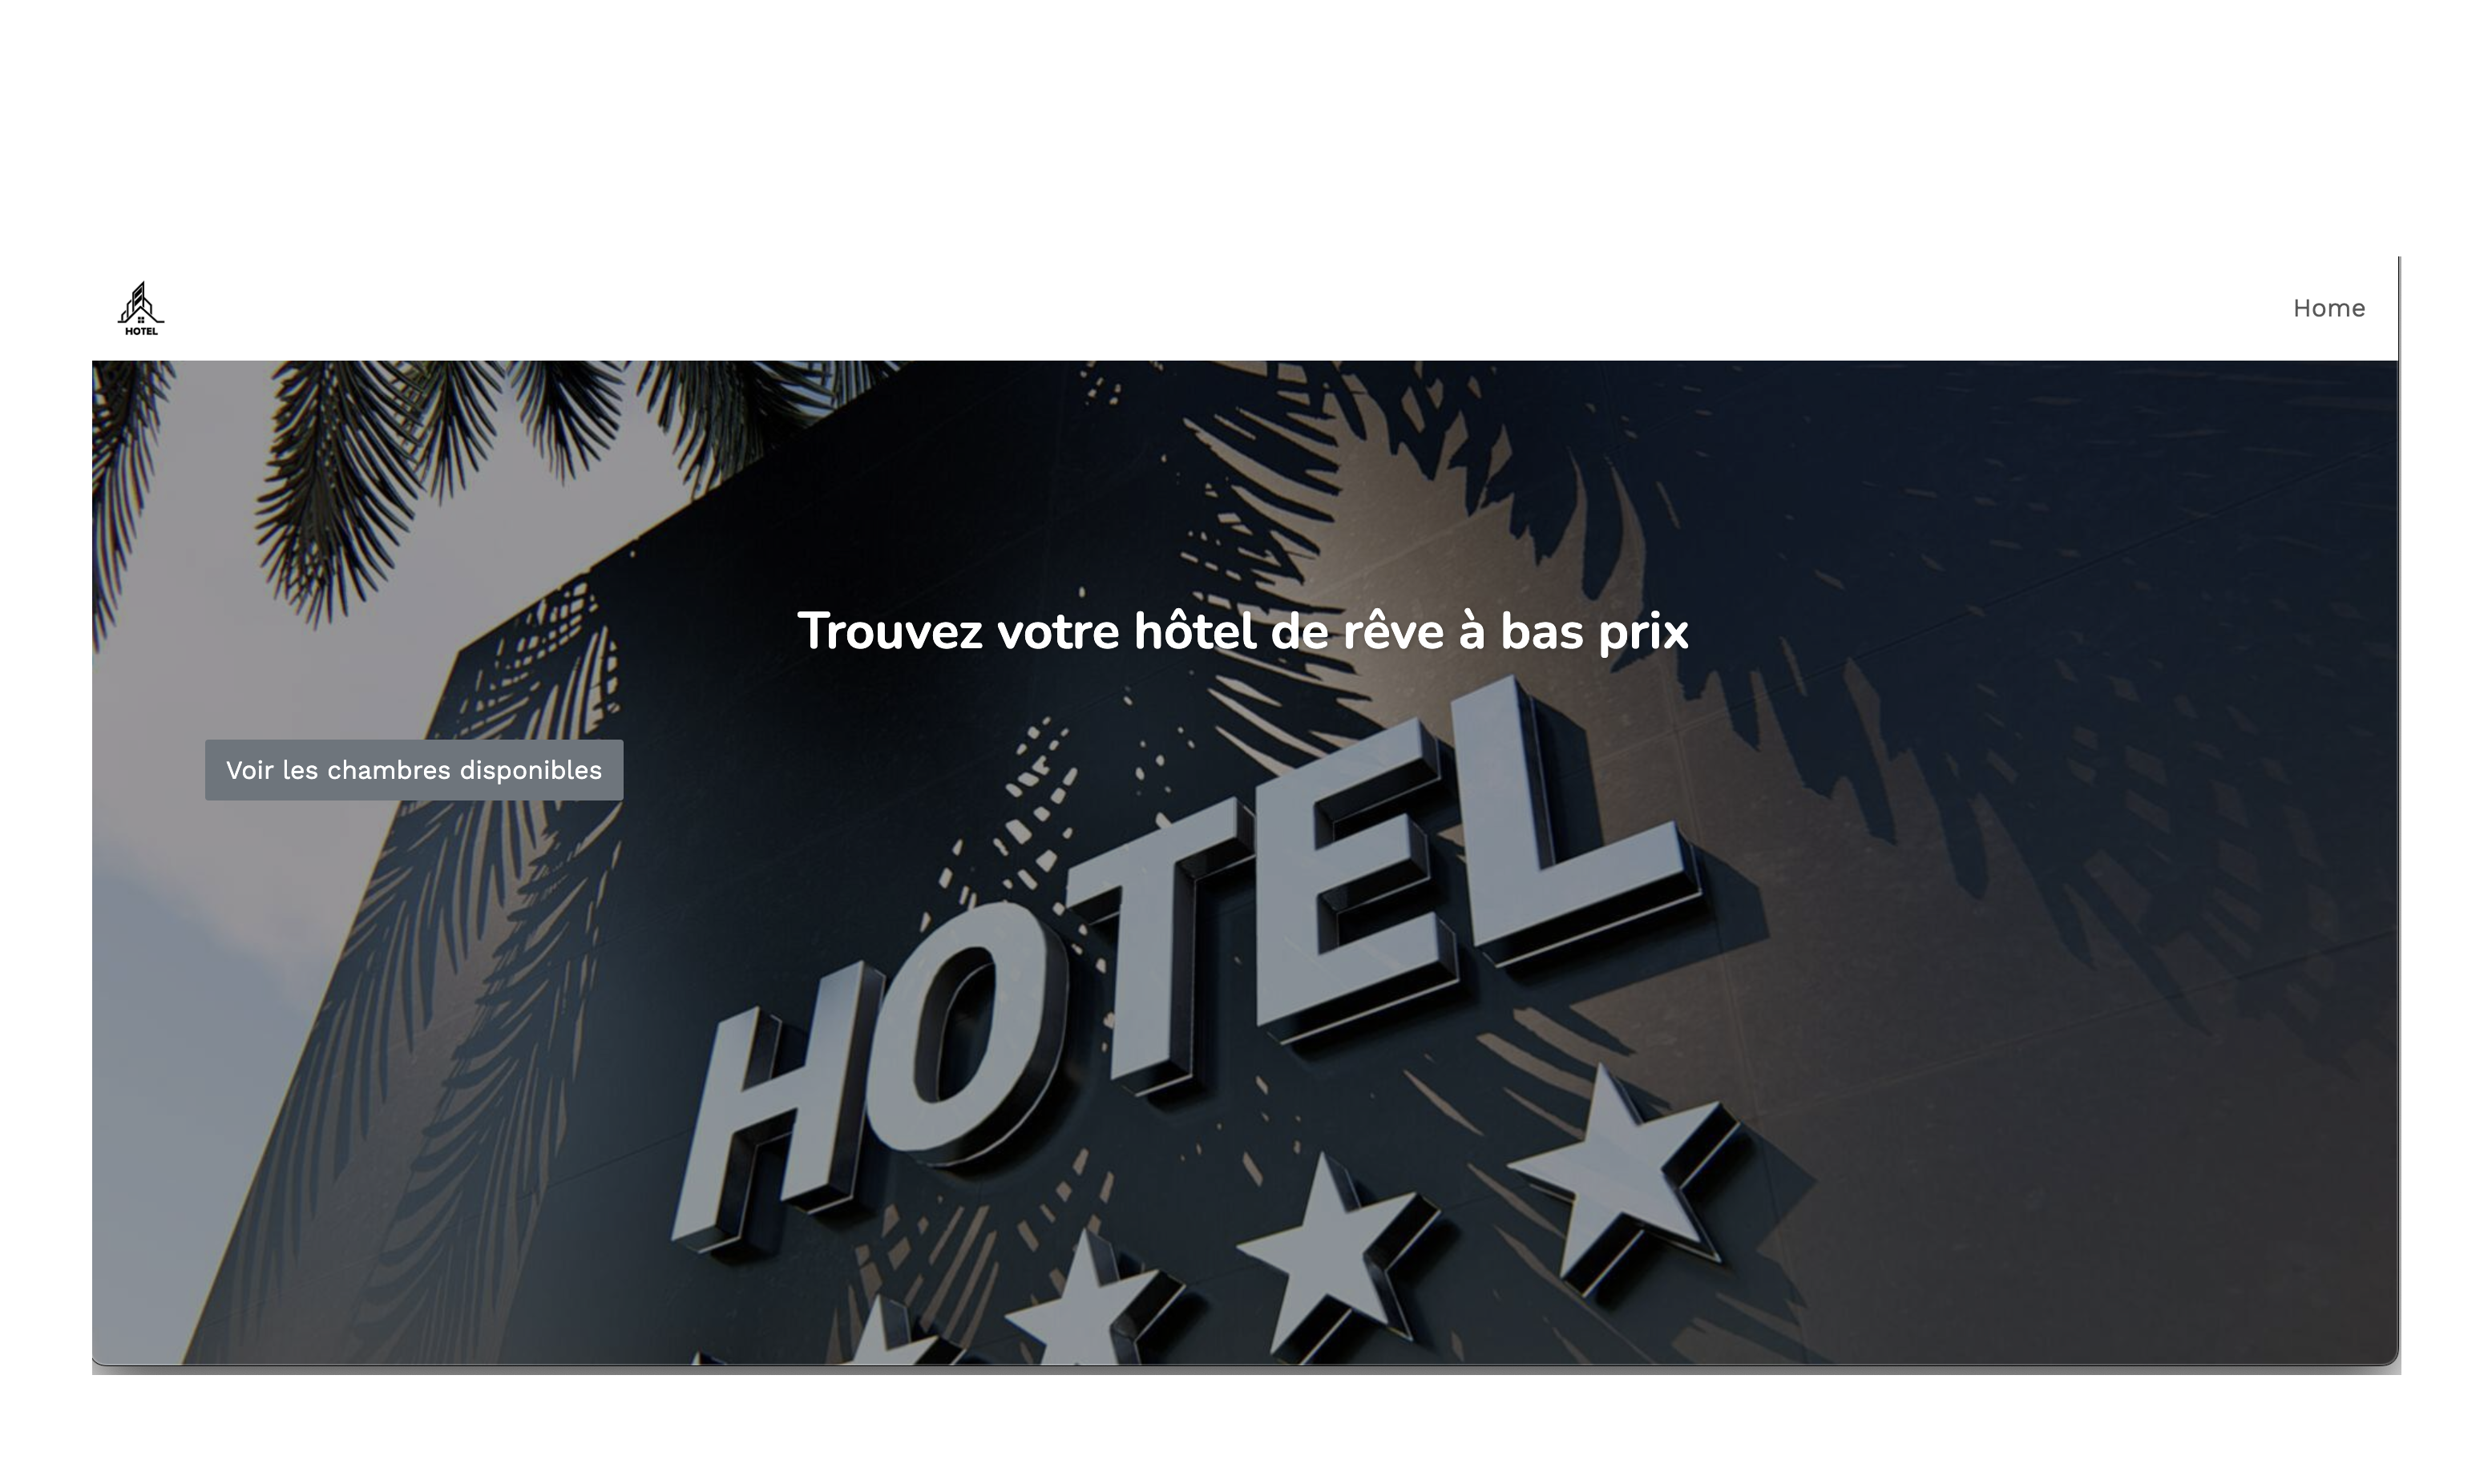 HOTEL
Home
Trouvez votre hôtel de rêve à bas prix
Voir les chambres disponibles
HOTEL